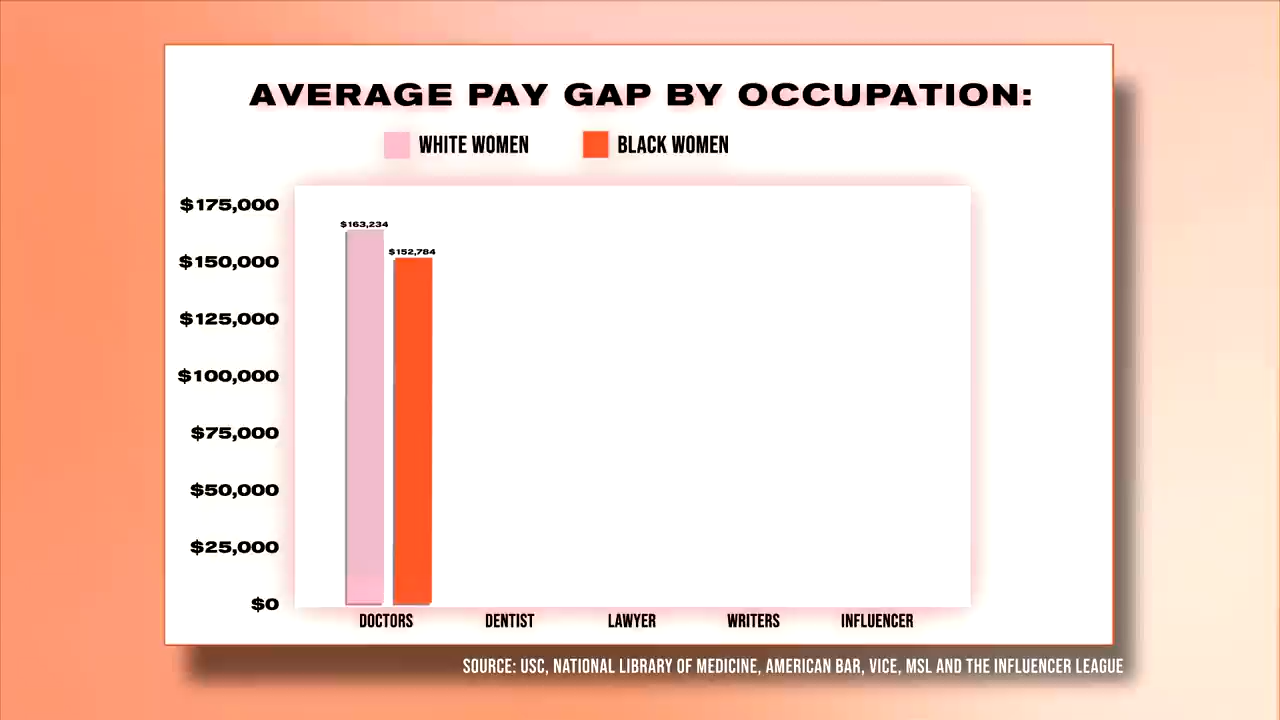 AVERAGE PAY GAP BY OCCUPATION:
WHITE WOMEN
BLACK WOMEN
$175,000
$163,234
$152,784
$150,000
$125,000
$100,000
$75,000
$50,000
$25,000
$0
DOCTORS
DENTIST
LAWYER
WRITERS
INFLUENCER
SOURCE: USC, NATIONAL LIBRARY OF MEDICINE, AMERICAN BAR, VICE, MSL AND THE INFLUENCER LEAGUE